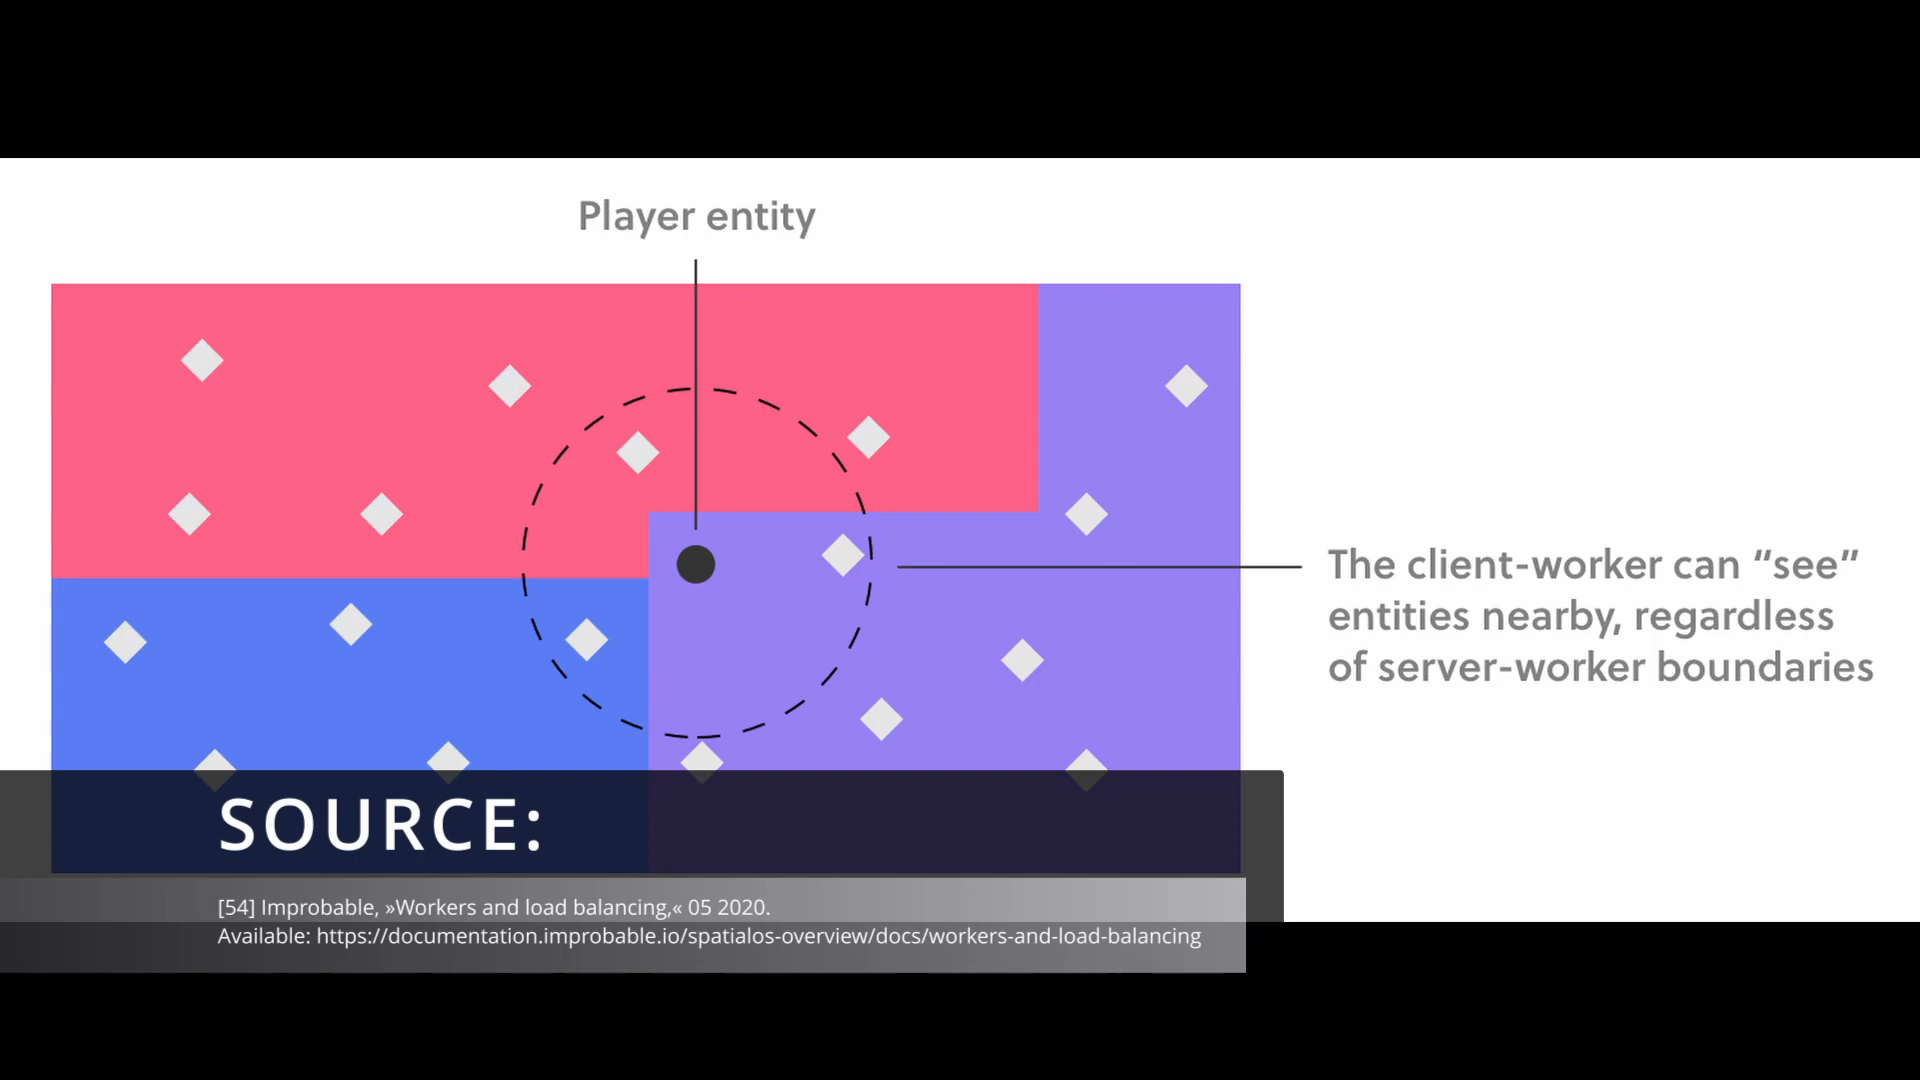 Player entity
The client-worker can “see”
entities nearby, regardless
of server-worker boundaries
SOURCE:
[54] Improbable, »Workers and load balancing,« 05 2020.
Available: https://documentation.improbable.io/spatialos-overview/docs/workers-and-load-balancing